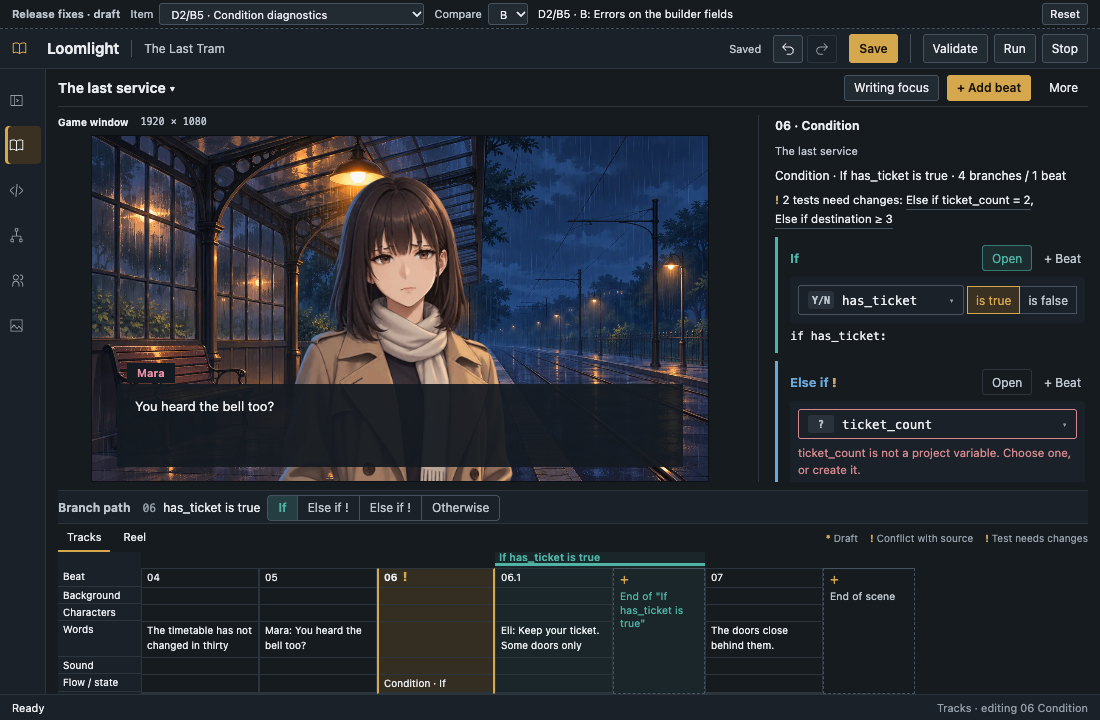 Release fixes · draft Item D2/B5 · Condition diagnostics Compare B D2/B5 · B: Errors on the builder fields Reset
Loomlight The Last Tram Saved Save Validate Run Stop
The last service ▾ Writing focus + Add beat More
Game window 1920 × 1080
Mara
You heard the bell too?
06 · Condition
The last service
Condition · If has_ticket is true · 4 branches / 1 beat
! 2 tests need changes: Else if ticket_count = 2,
Else if destination ≥ 3
If Open + Beat
Y/N has_ticket is true is false
if has_ticket:
Else if ! Open + Beat
? ticket_count
ticket_count is not a project variable. Choose one,
or create it.
Branch path 06 has_ticket is true If Else if ! Else if ! Otherwise
Tracks Reel * Draft ! Conflict with source ! Test needs changes
If has_ticket is true
Beat 04 05 06 ! 06.1 + 07 +
Background
Characters
Words
Sound
Flow / state
The timetable has not
changed in thirty
Mara: You heard the
bell too?
Condition · If
Eli: Keep your ticket.
Some doors only
End of "If
has_ticket is
true"
The doors close
behind them.
End of scene
Ready Tracks · editing 06 Condition